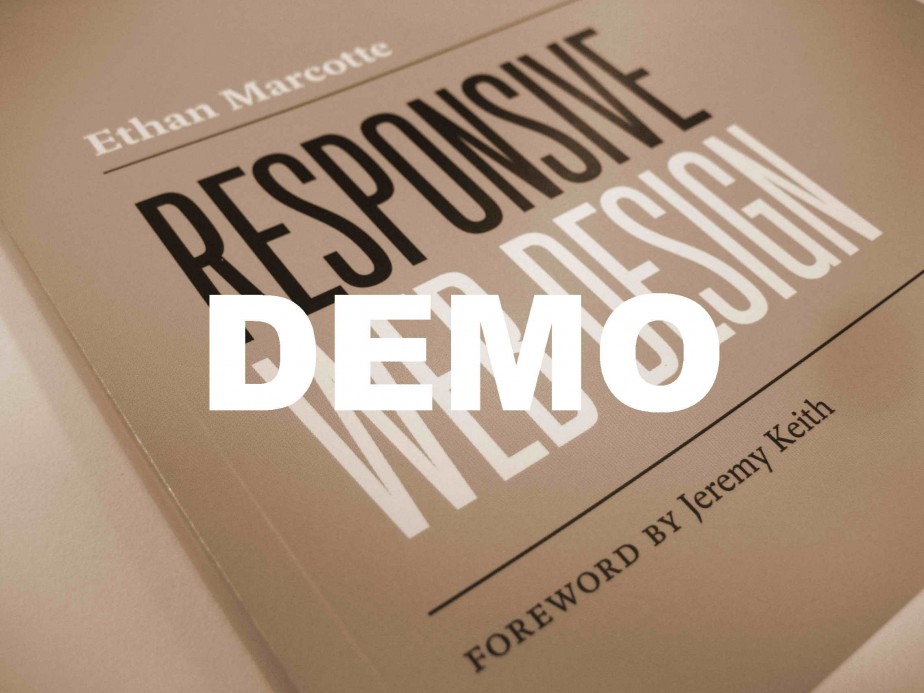 Ethan Marcotte
RESPONSIVE
WEB DESIGN
DEMO
FOREWORD BY Jeremy Keith